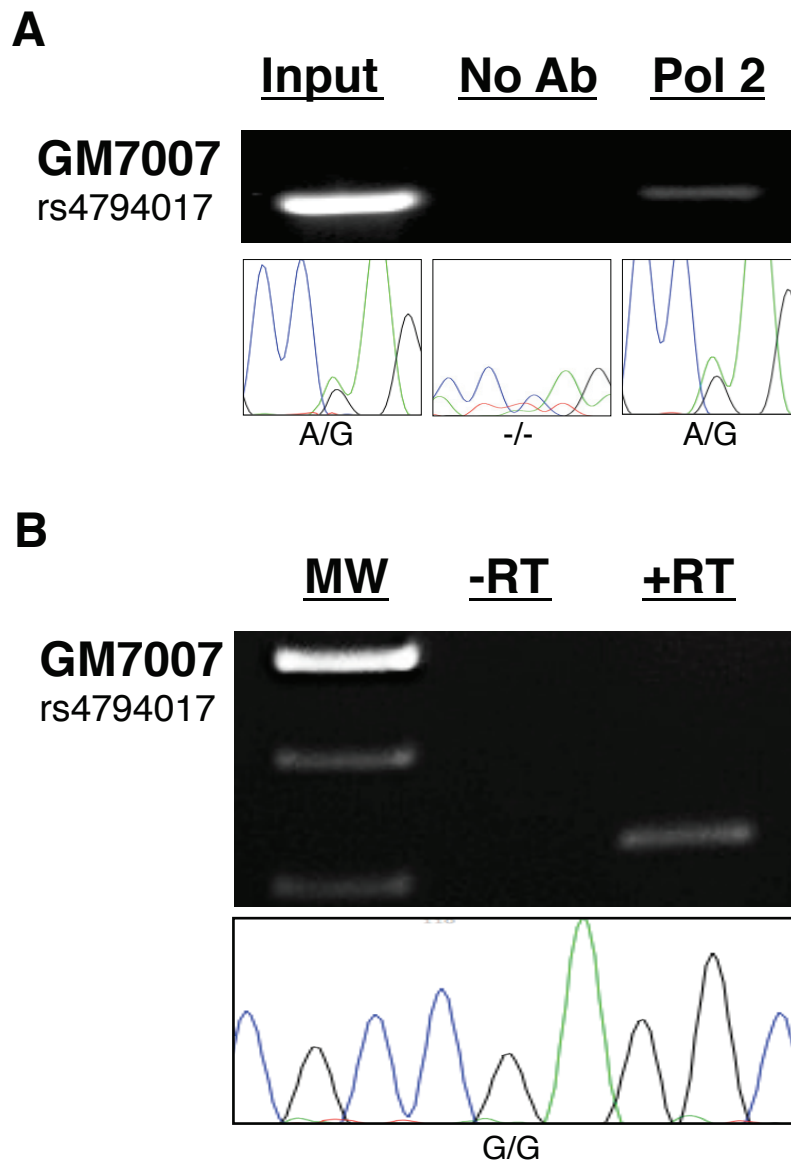 A
Input No Ab Pol 2
GM7007
rs4794017
A/G -/- A/G
B
MW -RT +RT
GM7007
rs4794017
G/G